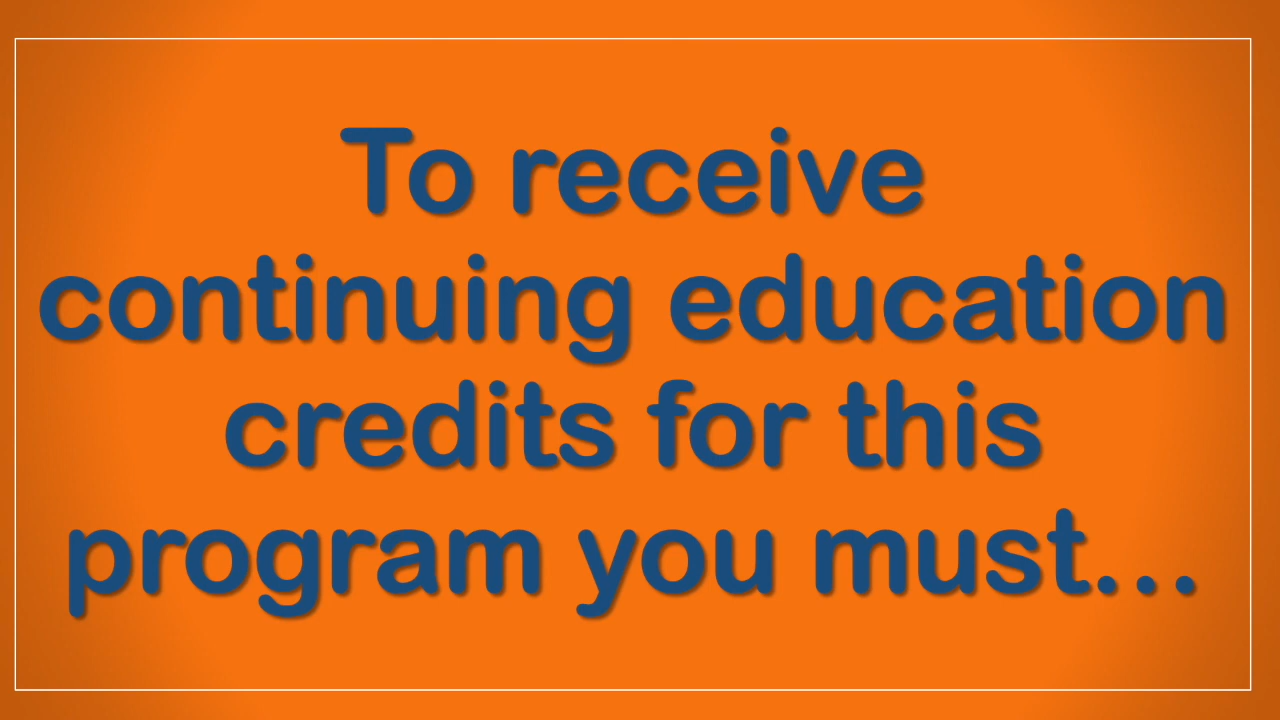 To receive
continuing education
credits for this
program you must...